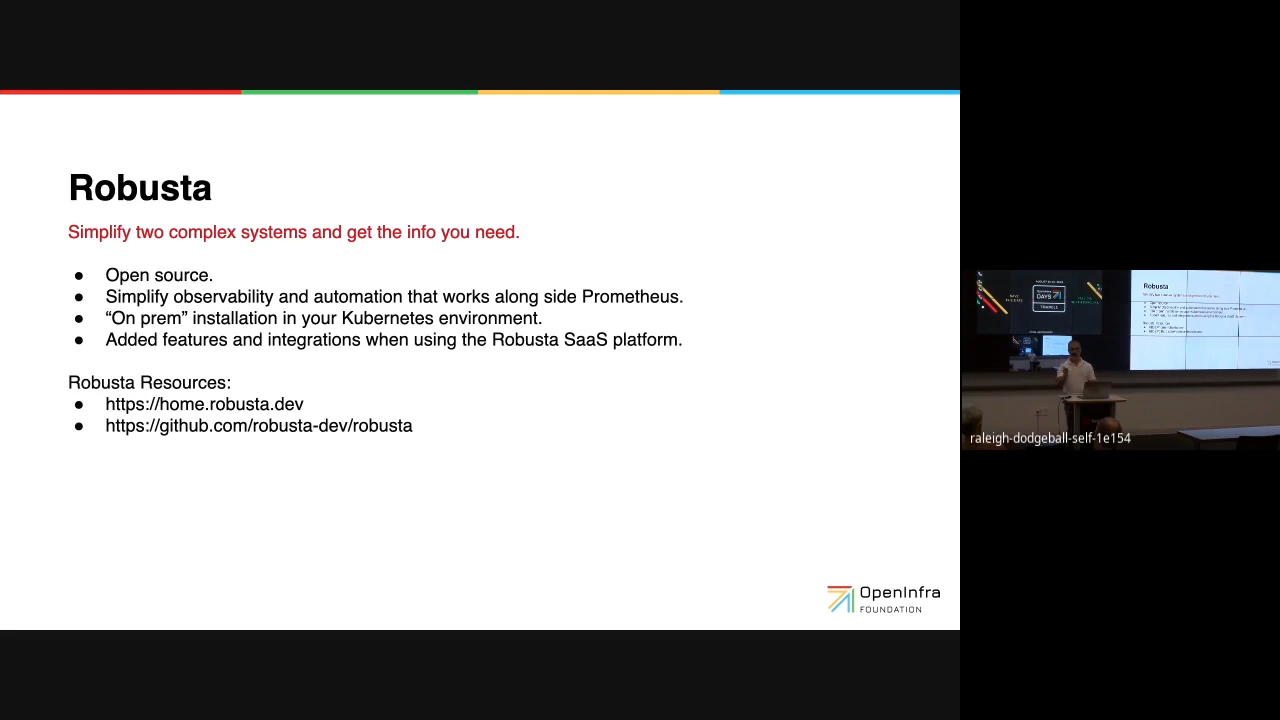 Robusta
Simplify two complex systems and get the info you need.
● Open source.
● Simplify observability and automation that works along side Prometheus.
● “On prem” installation in your Kubernetes environment.
● Added features and integrations when using the Robusta SaaS platform.
Robusta Resources:
● https://home.robusta.dev
● https://github.com/robusta-dev/robusta
OpenInfra
FOUNDATION
DAYS
Robusta
raleigh-dodgeball-self-1e154